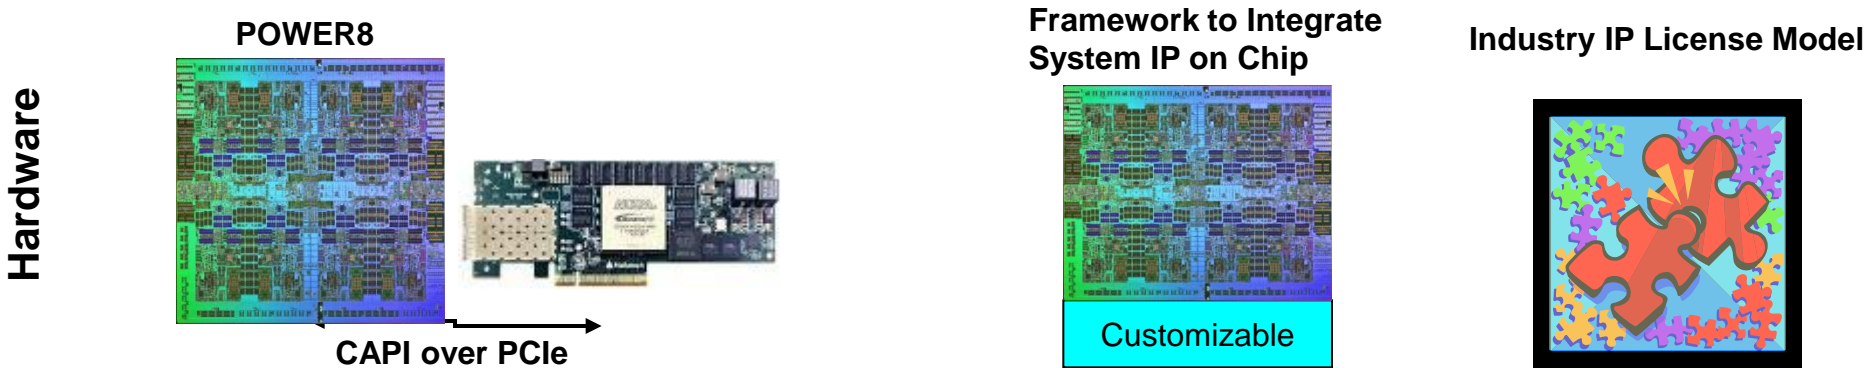 Hardware
POWER8
CAPI over PCIe
Framework to Integrate
System IP on Chip
Customizable
Industry IP License Model